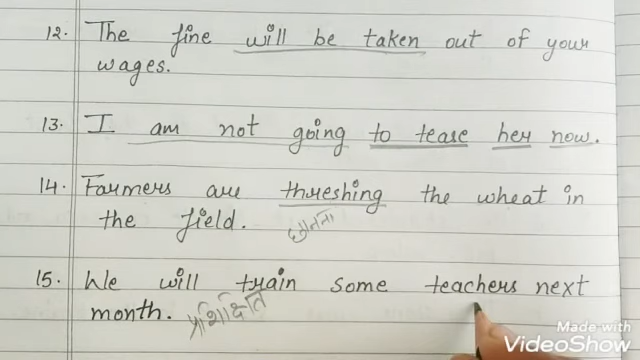 12. The fine will be taken out of your
wages.
13. I am not going to tease her now.
14. Farmers are threshing the wheat in
the field.
15. We will train some teachers next
month. प्रशिक्षित
Made with
VideoShow